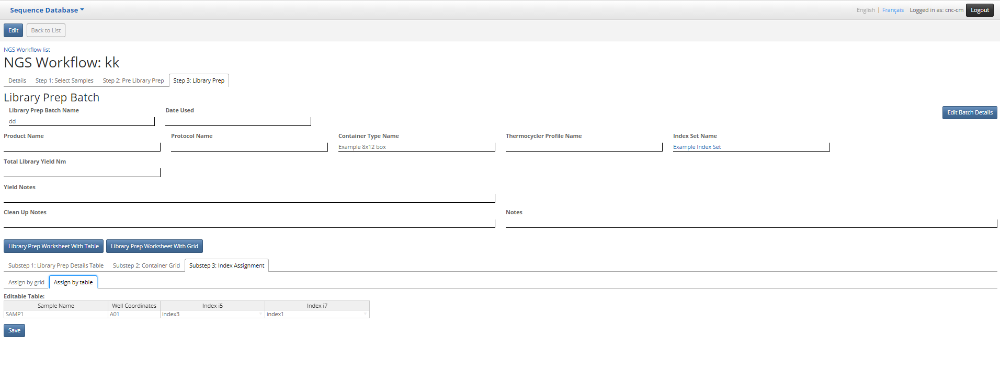 Sequence Database
English | Français Logged in as: cnc-cm Logout
Edit Back to List
NGS Workflow list
NGS Workflow: kk
Details Step 1: Select Samples Step 2: Pre Library Prep Step 3: Library Prep
Library Prep Batch
Library Prep Batch Name Date Used
Edit Batch Details
dd
Product Name Protocol Name Container Type Name Thermocycler Profile Name Index Set Name
Example 8x12 box Example Index Set
Total Library Yield Nm
Yield Notes
Clean Up Notes Notes
Library Prep Worksheet With Table Library Prep Worksheet With Grid
Substep 1: Library Prep Details Table Substep 2: Container Grid Substep 3: Index Assignment
Assign by grid Assign by table
Editable Table:
Sample Name Well Coordinates Index i5 Index i7
SAMP1 A01 index3 index1
Save